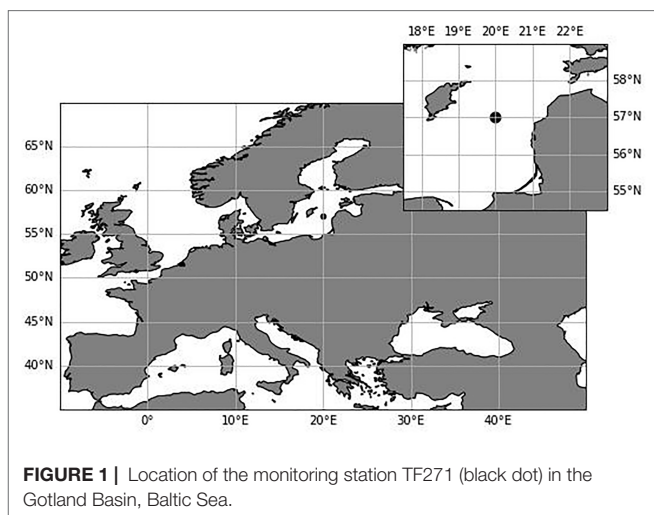 18°E 19°E 20°E 21°E 22°E
58°N
57°N
56°N
55°N
65°N
60°N
55°N
50°N
45°N
40°N
0°E 10°E 20°E 30°E 40°E
FIGURE 1 | Location of the monitoring station TF271 (black dot) in the
Gotland Basin, Baltic Sea.